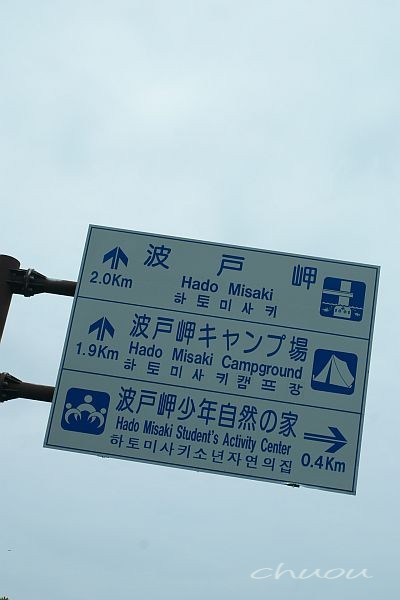 波戸岬
Hado Misaki
2.0Km
하토미사키
波戸岬キャンプ場
Hado Misaki Campground
1.9Km
하토미사키캠프장
波戸岬少年自然の家
Hado Misaki Student's Activity Center
하토미사키소년자연의집
0.4Km
chuou